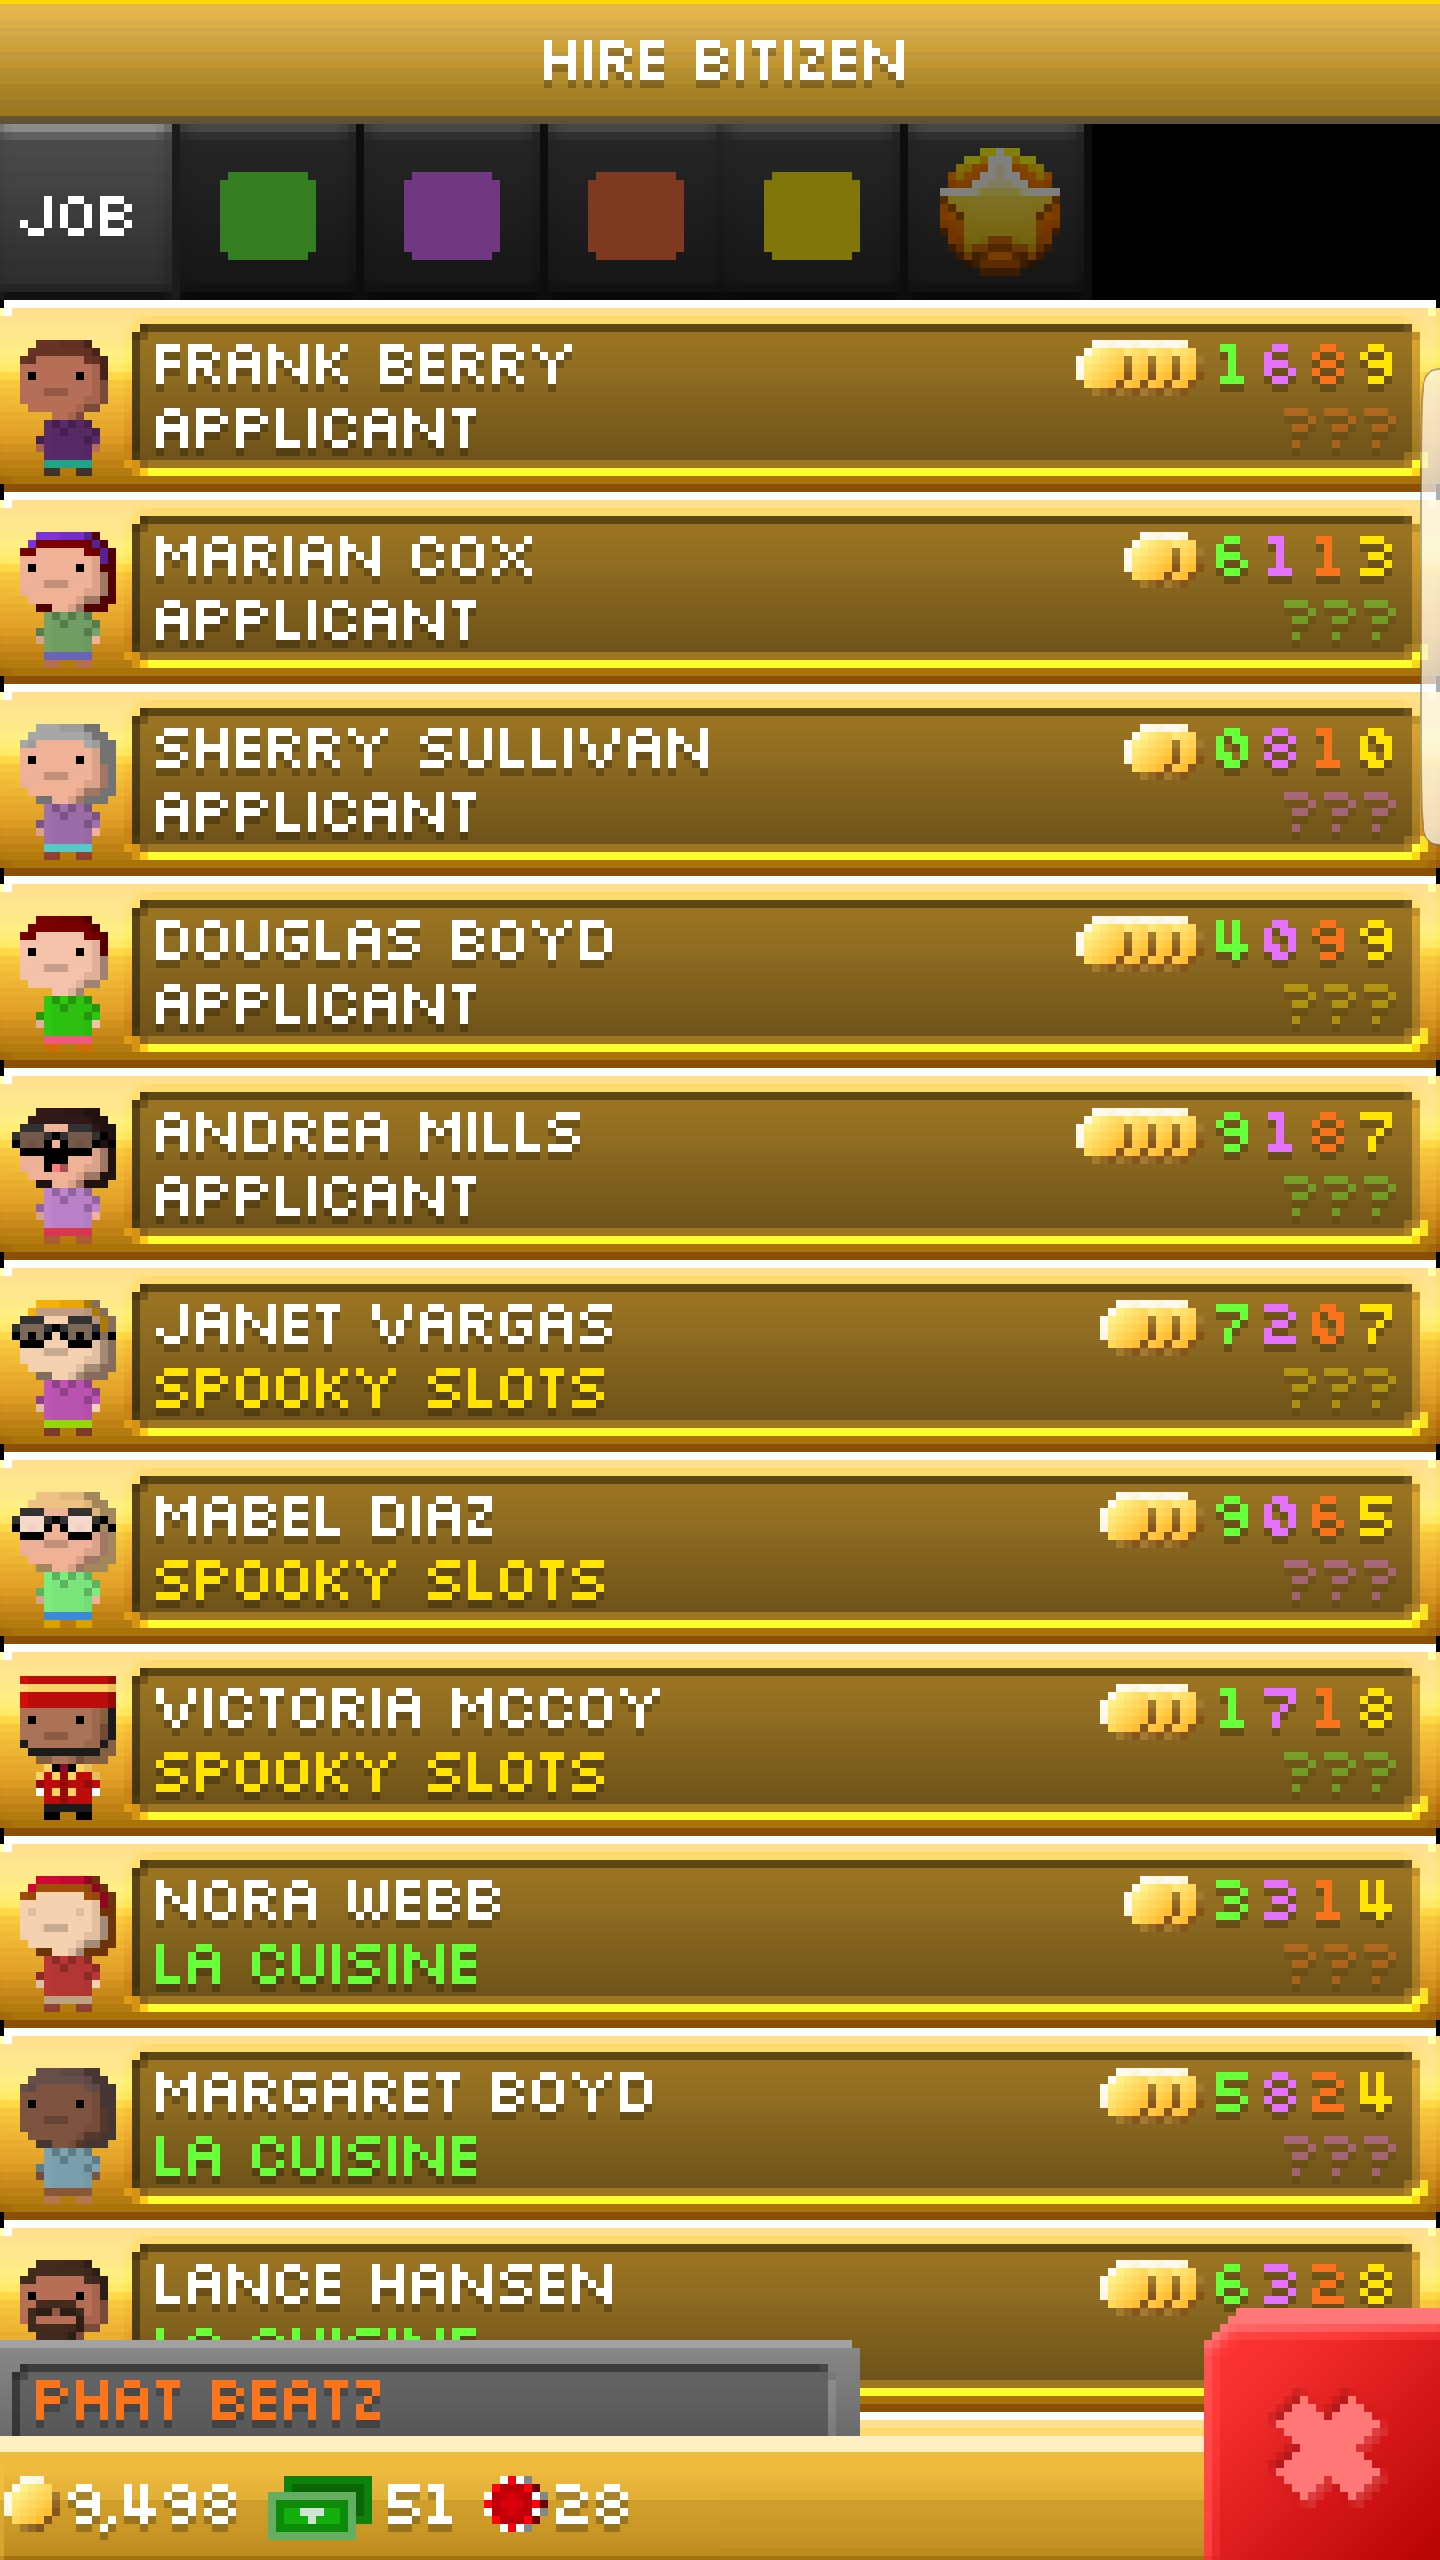 HIRE BITIZEN
JOB
FRANK BERRY 1 6 8 9
APPLICANT ???
MARIAN COX 6 1 1 3
APPLICANT ???
SHERRY SULLIVAN 0 8 1 0
APPLICANT ???
DOUGLAS BOYD 4 0 9 9
APPLICANT ???
ANDREA MILLS 9 1 8 7
APPLICANT ???
JANET VARGAS 7 2 0 7
SPOOKY SLOTS ???
MABEL DIAZ 9 0 6 5
SPOOKY SLOTS ???
VICTORIA MCCOY 1 7 1 8
SPOOKY SLOTS ???
NORA WEBB 3 3 1 4
LA CUISINE ???
MARGARET BOYD 5 8 2 4
LA CUISINE ???
LANCE HANSEN 6 3 2 8
LA CUISINE
PHAT BEATZ
9,498 51 28